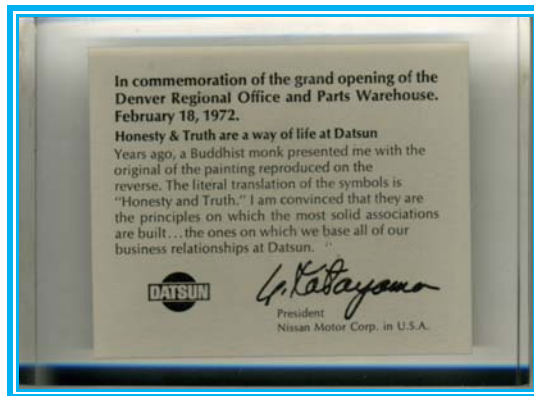 In commemoration of the grand opening of the
Denver Regional Office and Parts Warehouse.
February 18, 1972.
Honesty & Truth are a way of life at Datsun
Years ago, a Buddhist monk presented me with the
original of the painting reproduced on the
reverse. The literal translation of the symbols is
“Honesty and Truth.” I am convinced that they are
the principles on which the most solid associations
are built...the ones on which we base all of our
business relationships at Datsun.
DATSUN
Y. Katayama
President
Nissan Motor Corp. in U.S.A.